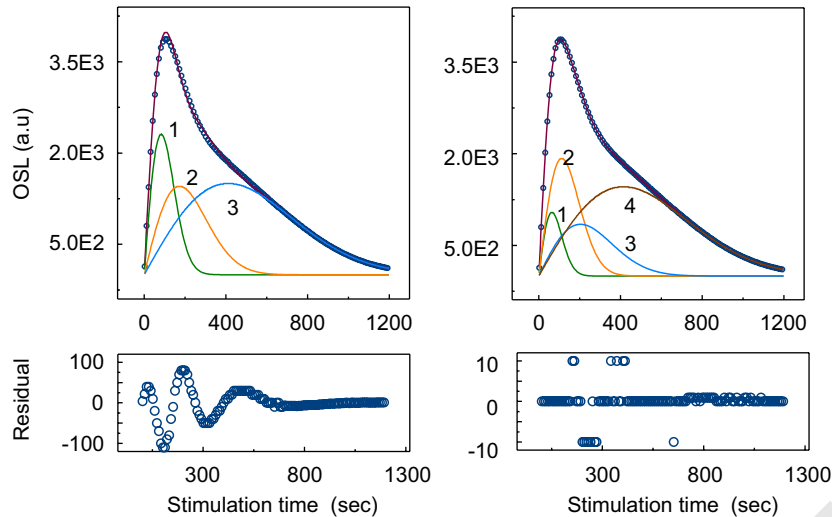 OSL (a.u)
3.5E3
2.0E3
5.0E2
1
2
3
0 400 800 1200
3.5E3
2.0E3
5.0E2
1
2
3
4
0 400 800 1200
Residual
100
0
-100
300 800 1300
Stimulation time (sec)
10
0
-10
300 800 1300
Stimulation time (sec)